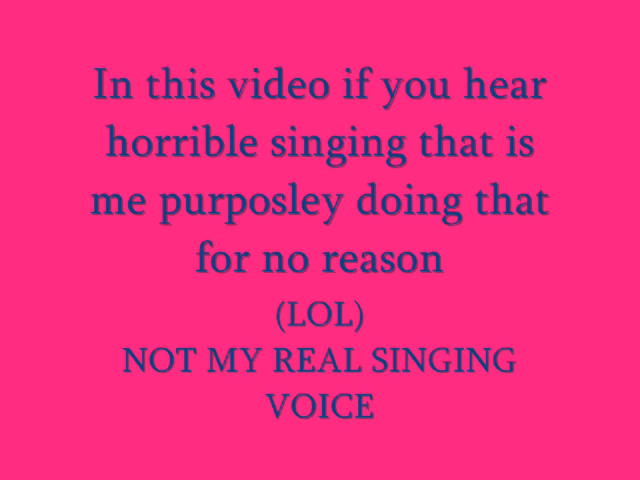 In this video if you hear
horrible singing that is
me purposley doing that
for no reason
(LOL)
NOT MY REAL SINGING
VOICE